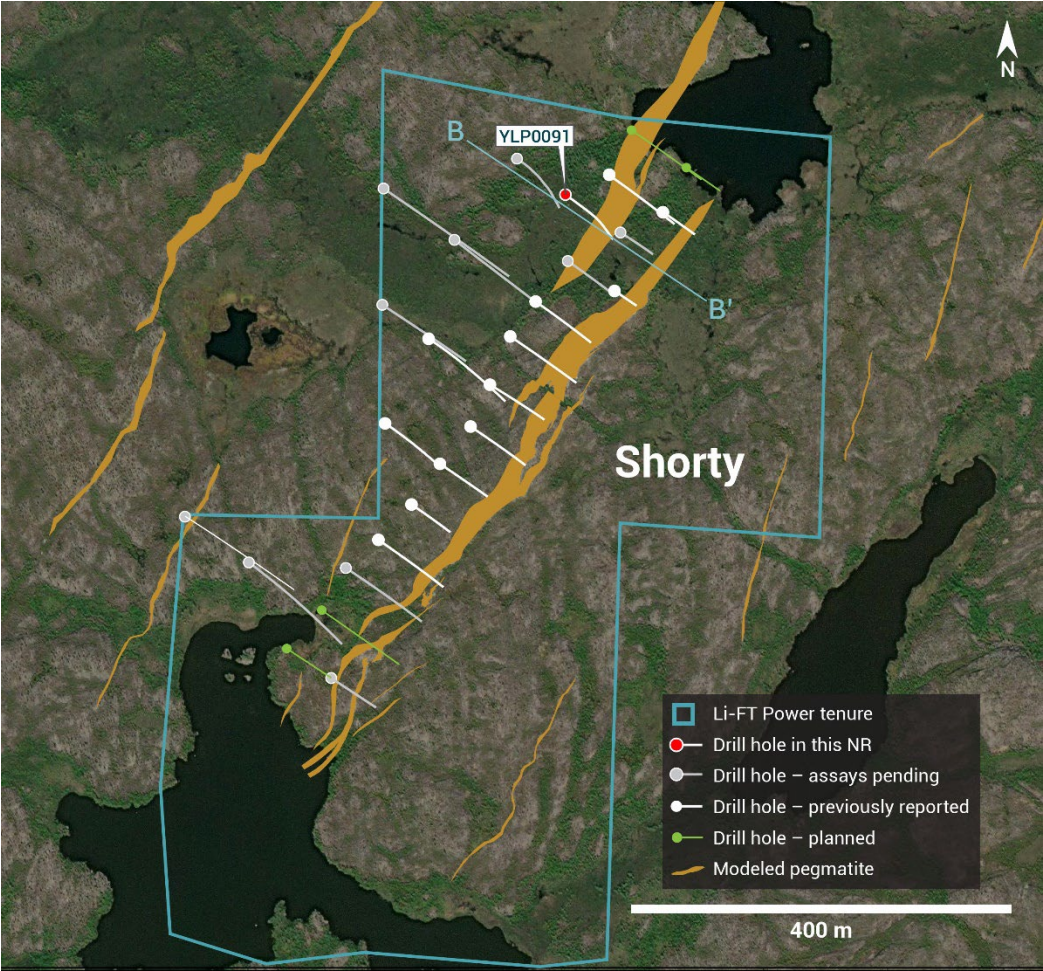 N
B
YLP0091
B'
Shorty
Li-FT Power tenure
Drill hole in this NR
Drill hole – assays pending
Drill hole – previously reported
Drill hole – planned
Modeled pegmatite
400 m